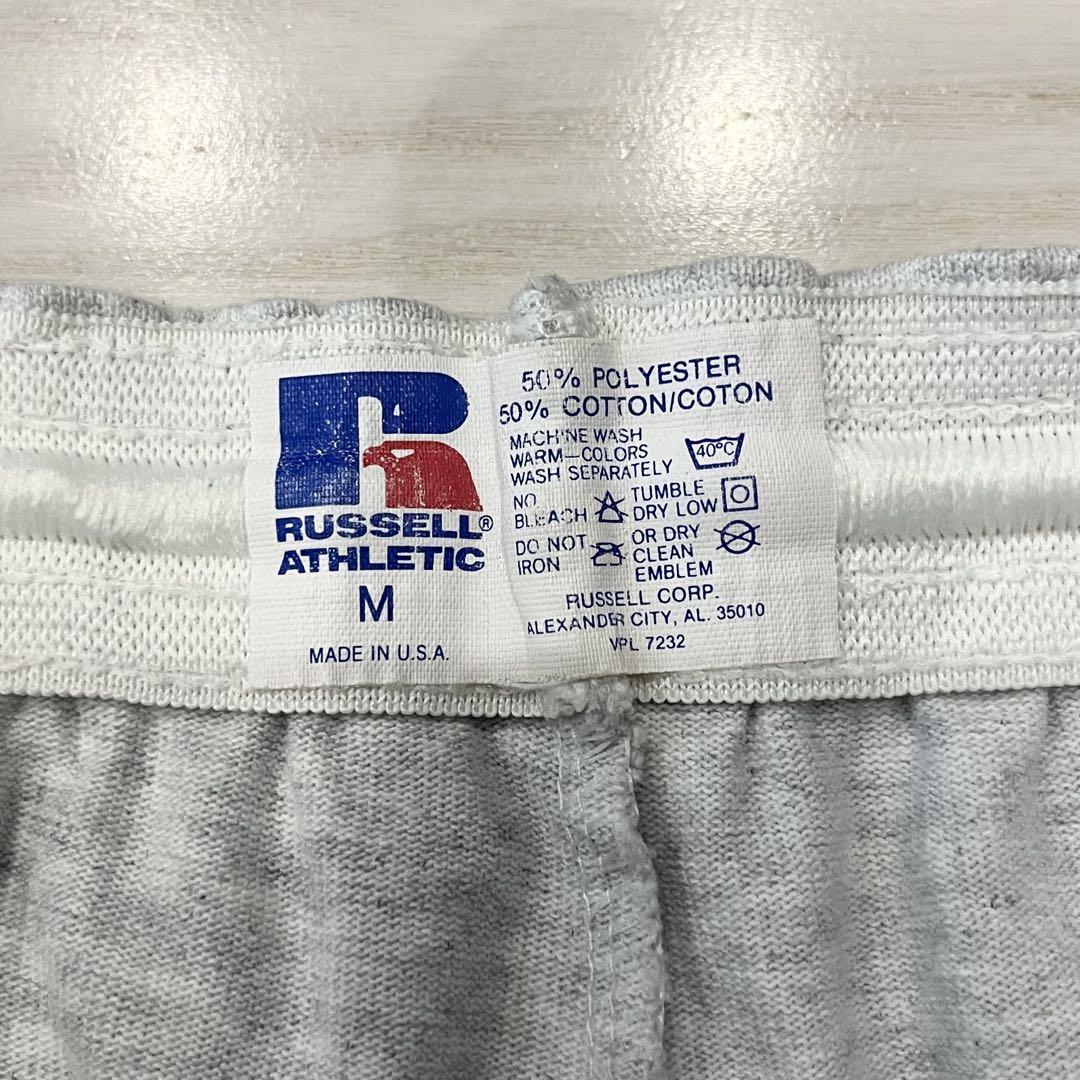 R
RUSSELL®
ATHLETIC
M
MADE IN U.S.A.
50% POLYESTER
50% COTTON/COTON
MACHINE WASH
WARM—COLORS
WASH SEPARATELY 40°C
NO BLEACH
TUMBLE DRY LOW
DO NOT IRON
OR DRY CLEAN EMBLEM
RUSSELL CORP.
ALEXANDER CITY, AL. 35010
VPL 7232